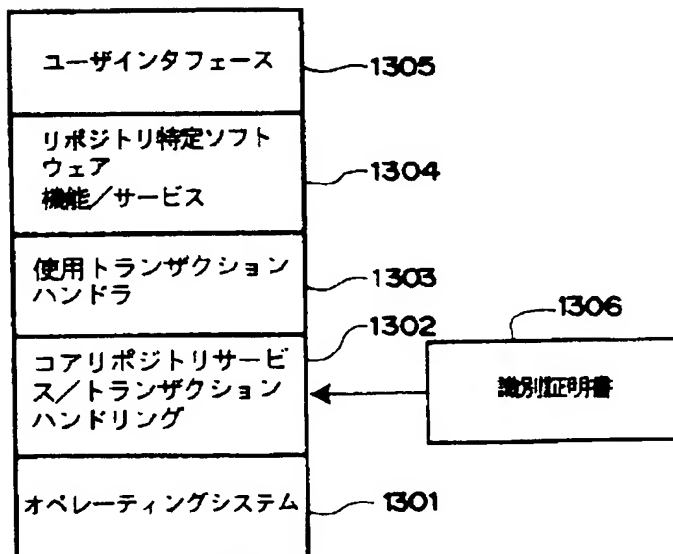 ユーザインタフェース
1305
リポジトリ特定ソフト
ウェア
機能/サービス
1304
使用トランザクション
ハンドラ
1303
1302
コアリポジトリサービ
ス/トランザクション
ハンドリング
1306
識別証明書
オペレーティングシステム
1301